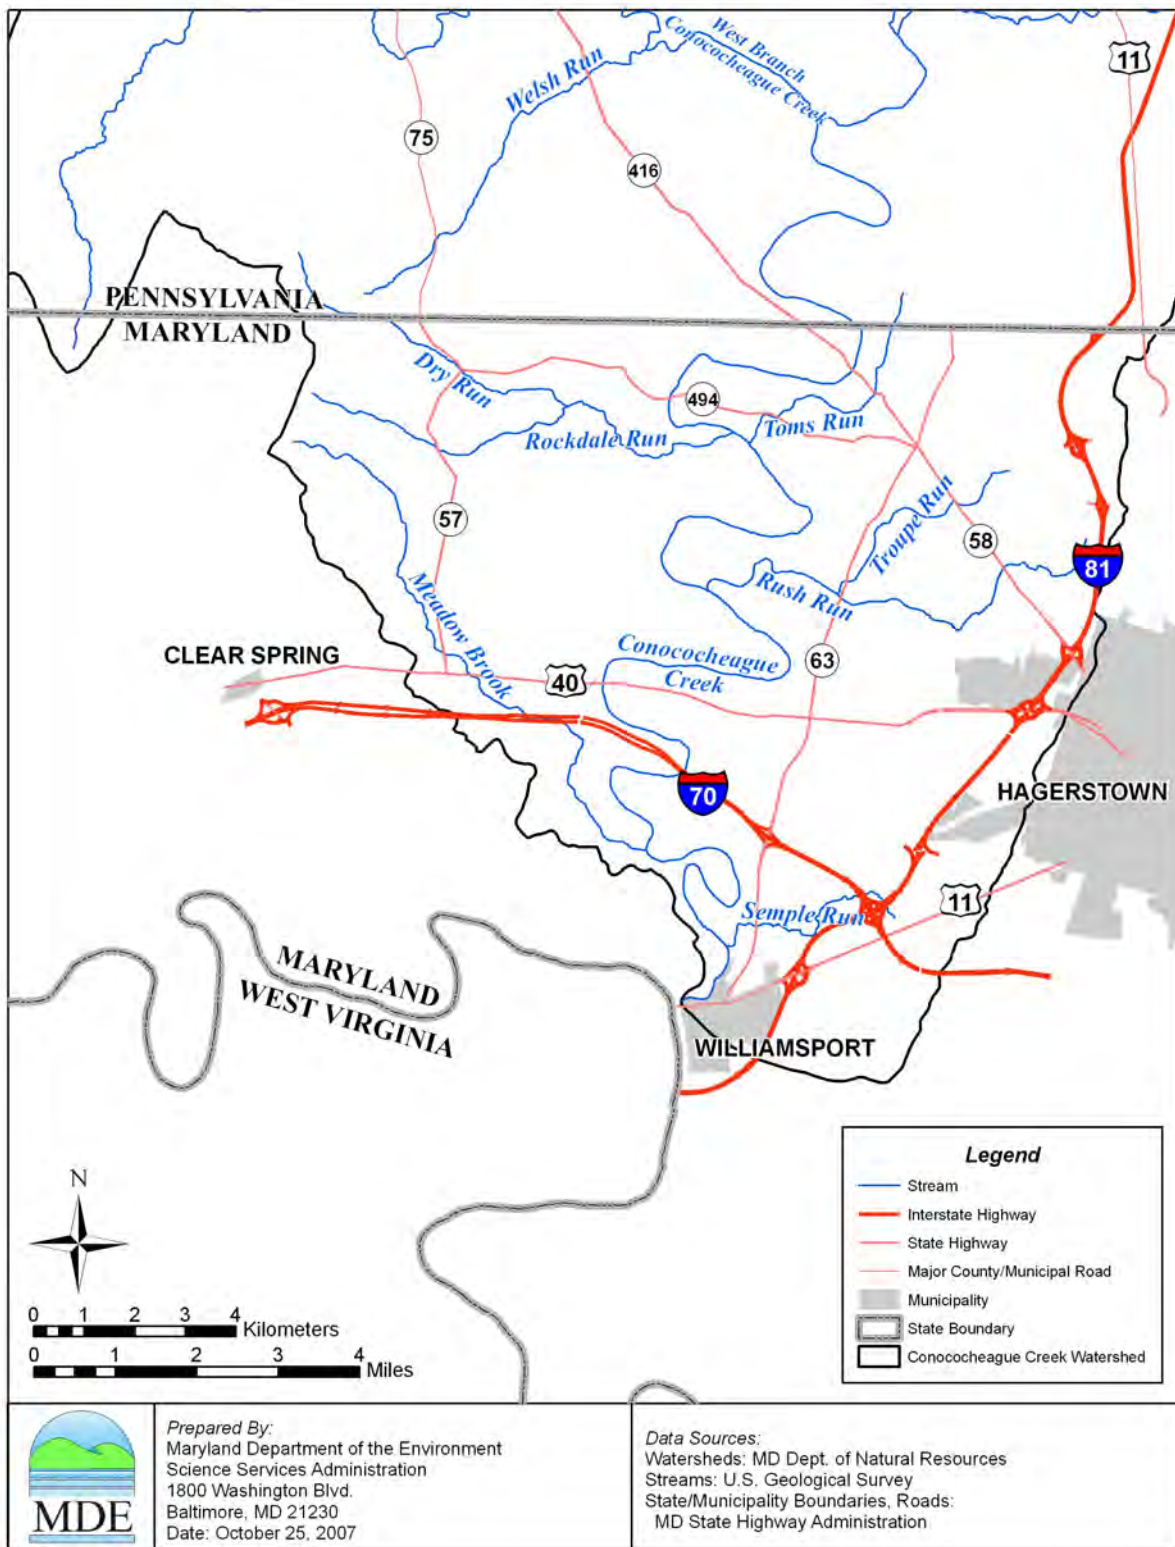 West Branch
Conococheague Creek
11
Welsh Run
75
416
PENNSYLVANIA
MARYLAND
Dry Run
494
Toms Run
Rockdale Run
Troupe Run
57
58
81
Rush Run
Meadow Brook
CLEAR SPRING
Conococheague
Creek
63
40
70
HAGERSTOWN
11
Semple Run
MARYLAND
WEST VIRGINIA
WILLIAMSPORT
Legend
Stream
Interstate Highway
State Highway
Major County/Municipal Road
Municipality
State Boundary
Conococheague Creek Watershed
N
0 1 2 3 4
Kilometers
0 1 2 3 4
Miles
MDE
Prepared By:
Maryland Department of the Environment
Science Services Administration
1800 Washington Blvd.
Baltimore, MD 21230
Date: October 25, 2007
Data Sources:
Watersheds: MD Dept. of Natural Resources
Streams: U.S. Geological Survey
State/Municipality Boundaries, Roads:
MD State Highway Administration